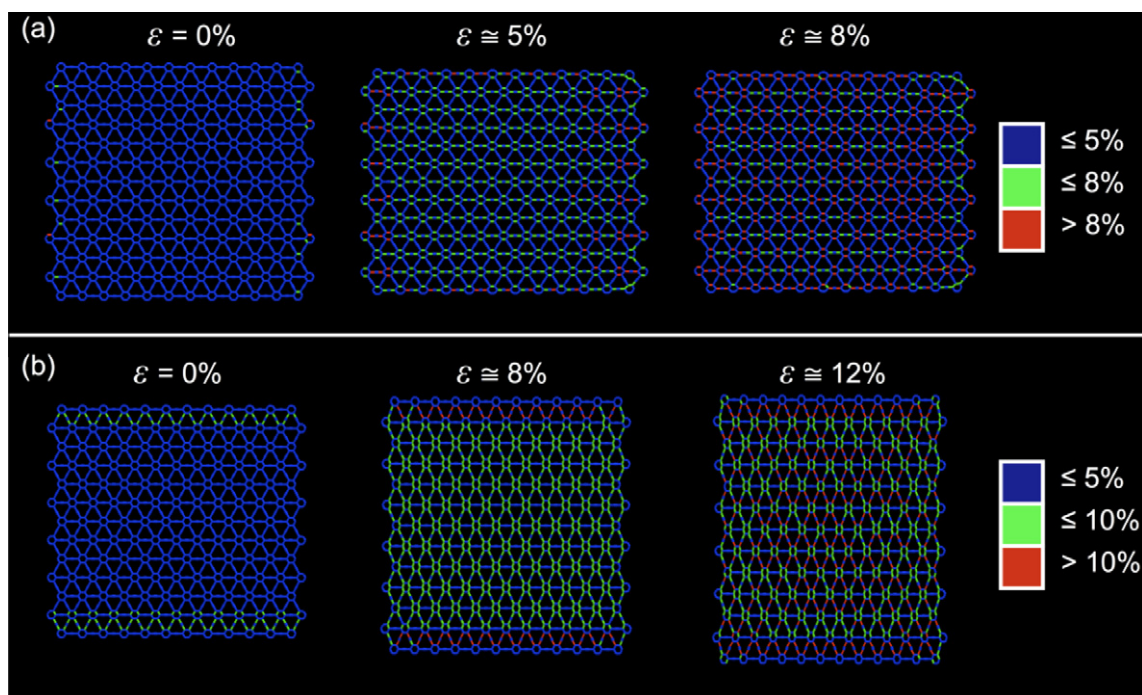 (a)
ε = 0%
ε ≅ 5%
ε ≅ 8%
≤ 5%
≤ 8%
> 8%
(b)
ε = 0%
ε ≅ 8%
ε ≅ 12%
≤ 5%
≤ 10%
> 10%